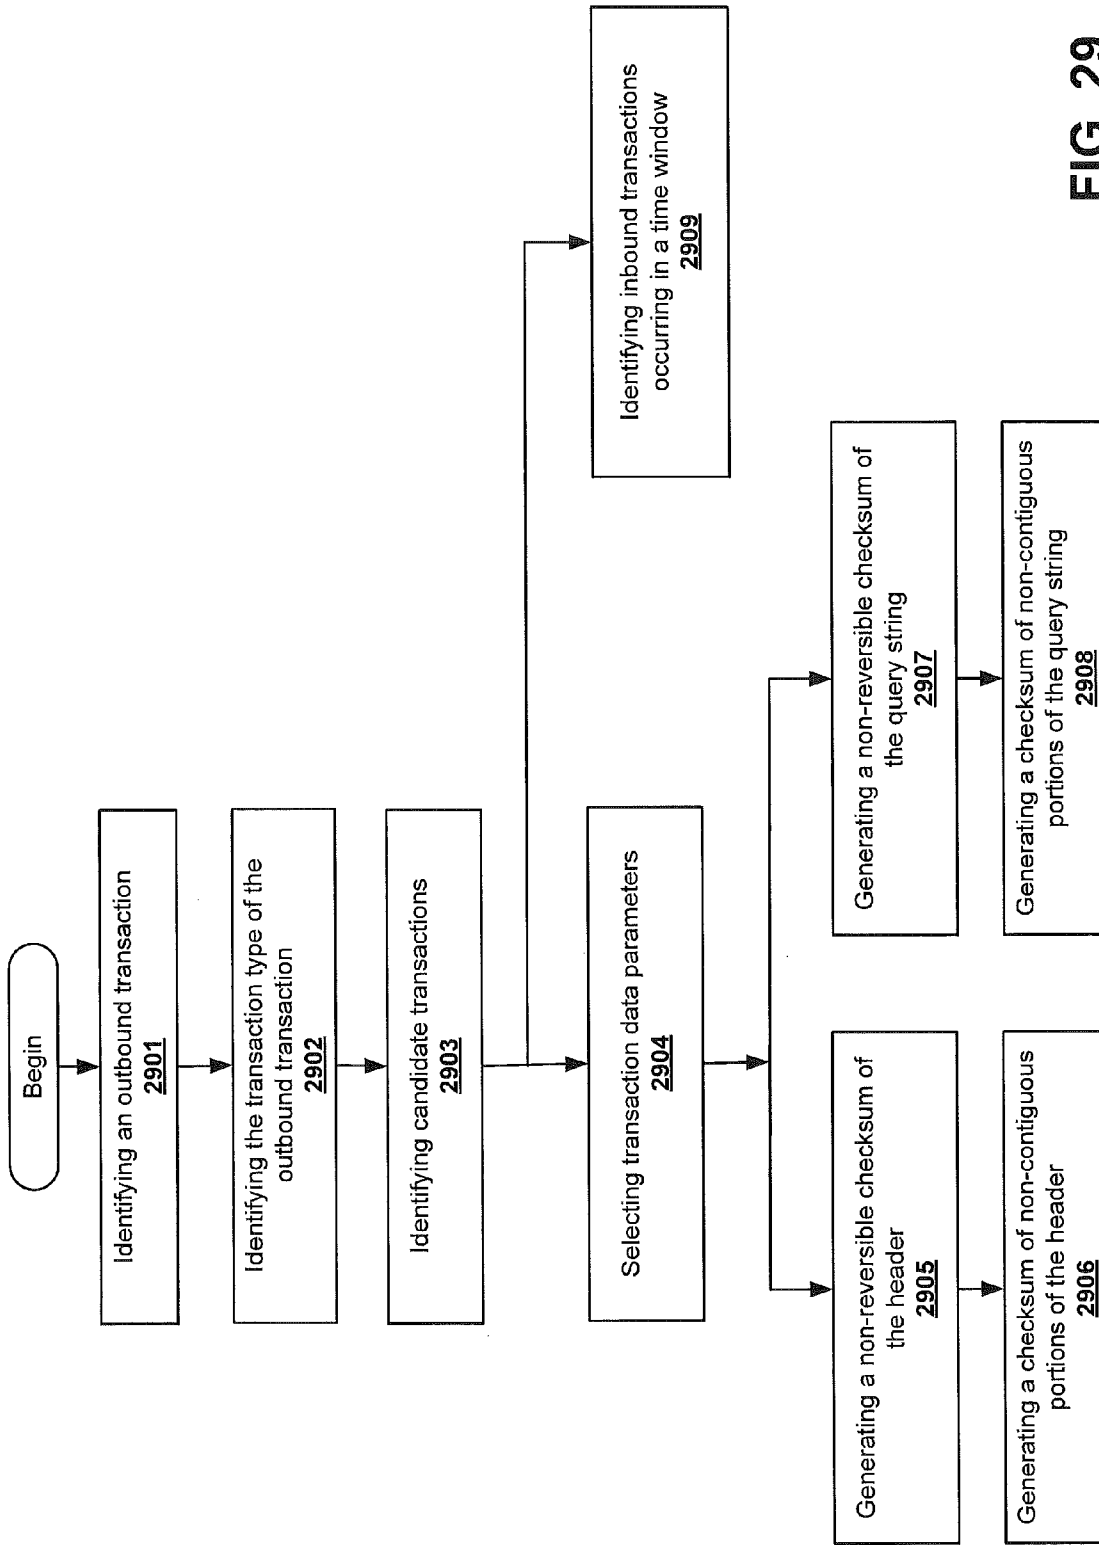 Begin
Identifying an outbound transaction
2901
Identifying the transaction type of the
outbound transaction
2902
Identifying candidate transactions
2903
Identifying inbound transactions
occurring in a time window
2909
Selecting transaction data parameters
2904
Generating a non-reversible checksum of
the header
2905
Generating a checksum of non-contiguous
portions of the header
2906
Generating a non-reversible checksum of
the query string
2907
Generating a checksum of non-contiguous
portions of the query string
2908
FIG 29